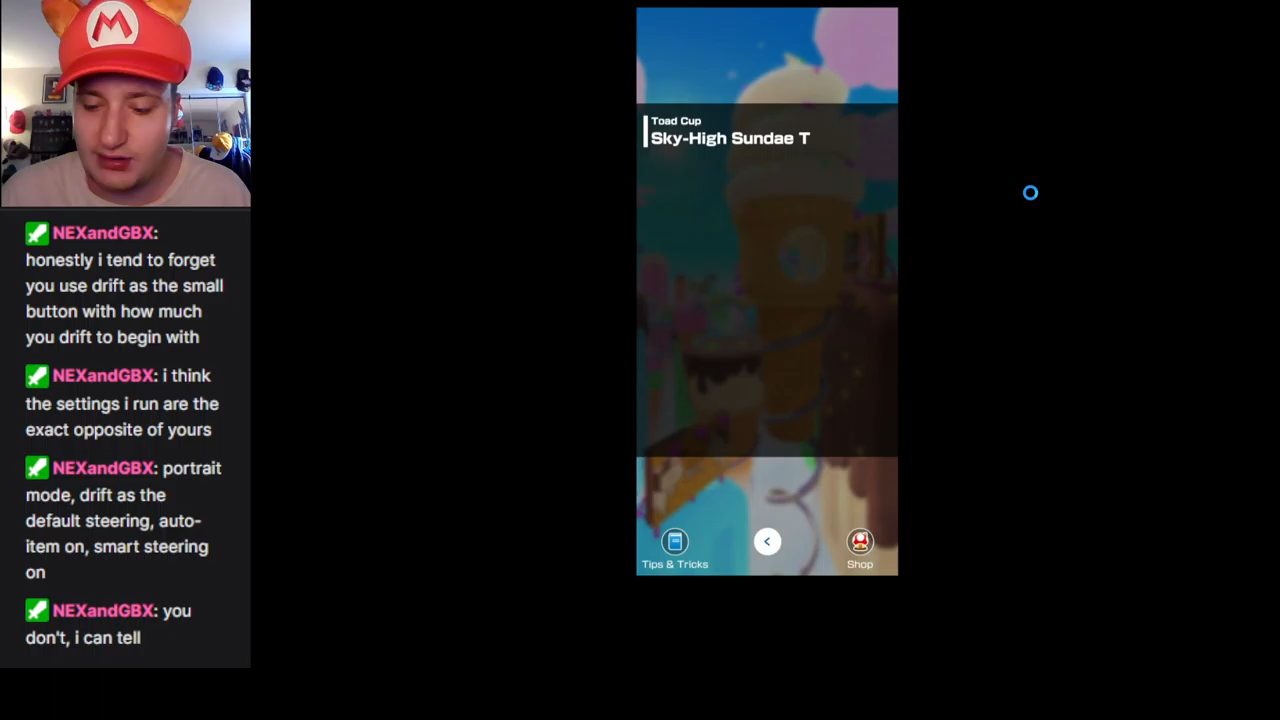 M
NEXandGBX:
honestly i tend to forget
you use drift as the small
button with how much
you drift to begin with
NEXandGBX: i think
the settings i run are the
exact opposite of yours
NEXandGBX: portrait
mode, drift as the
default steering, auto-
item on, smart steering
on
NEXandGBX: you
don't, i can tell
Toad Cup
Sky-High Sundae T
Tips & Tricks
Shop